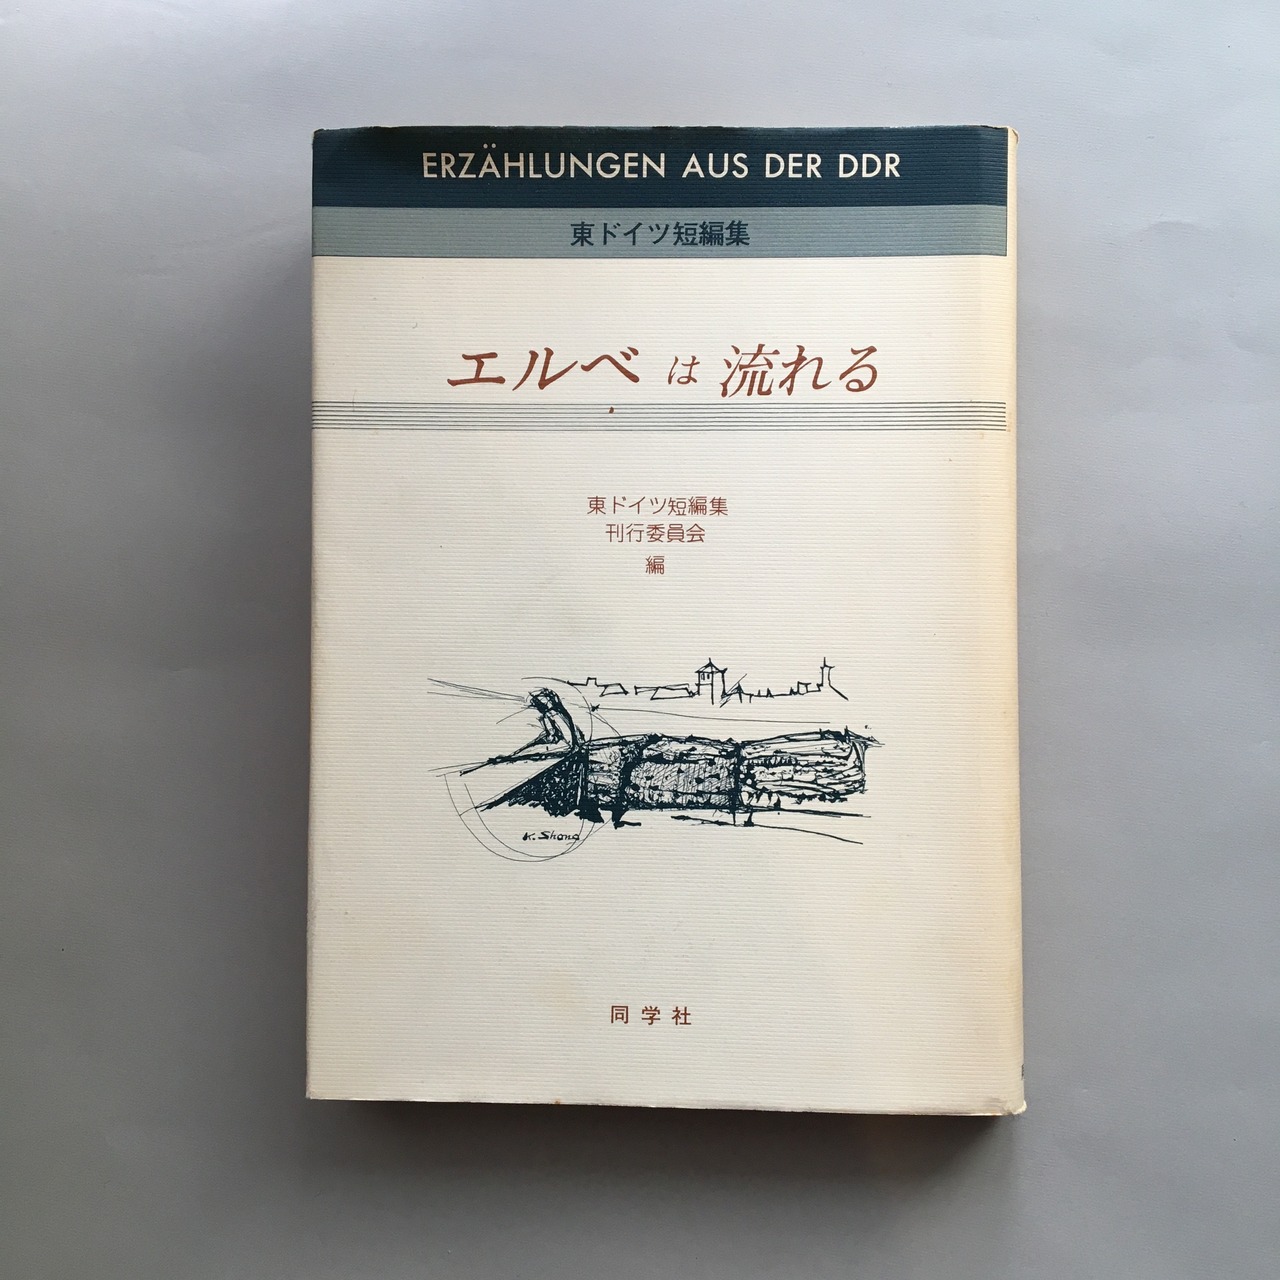 ERZÄHLUNGEN AUS DER DDR
東ドイツ短編集
エルベは流れる
東ドイツ短編集
刊行委員会
編
K. Shono
同学社